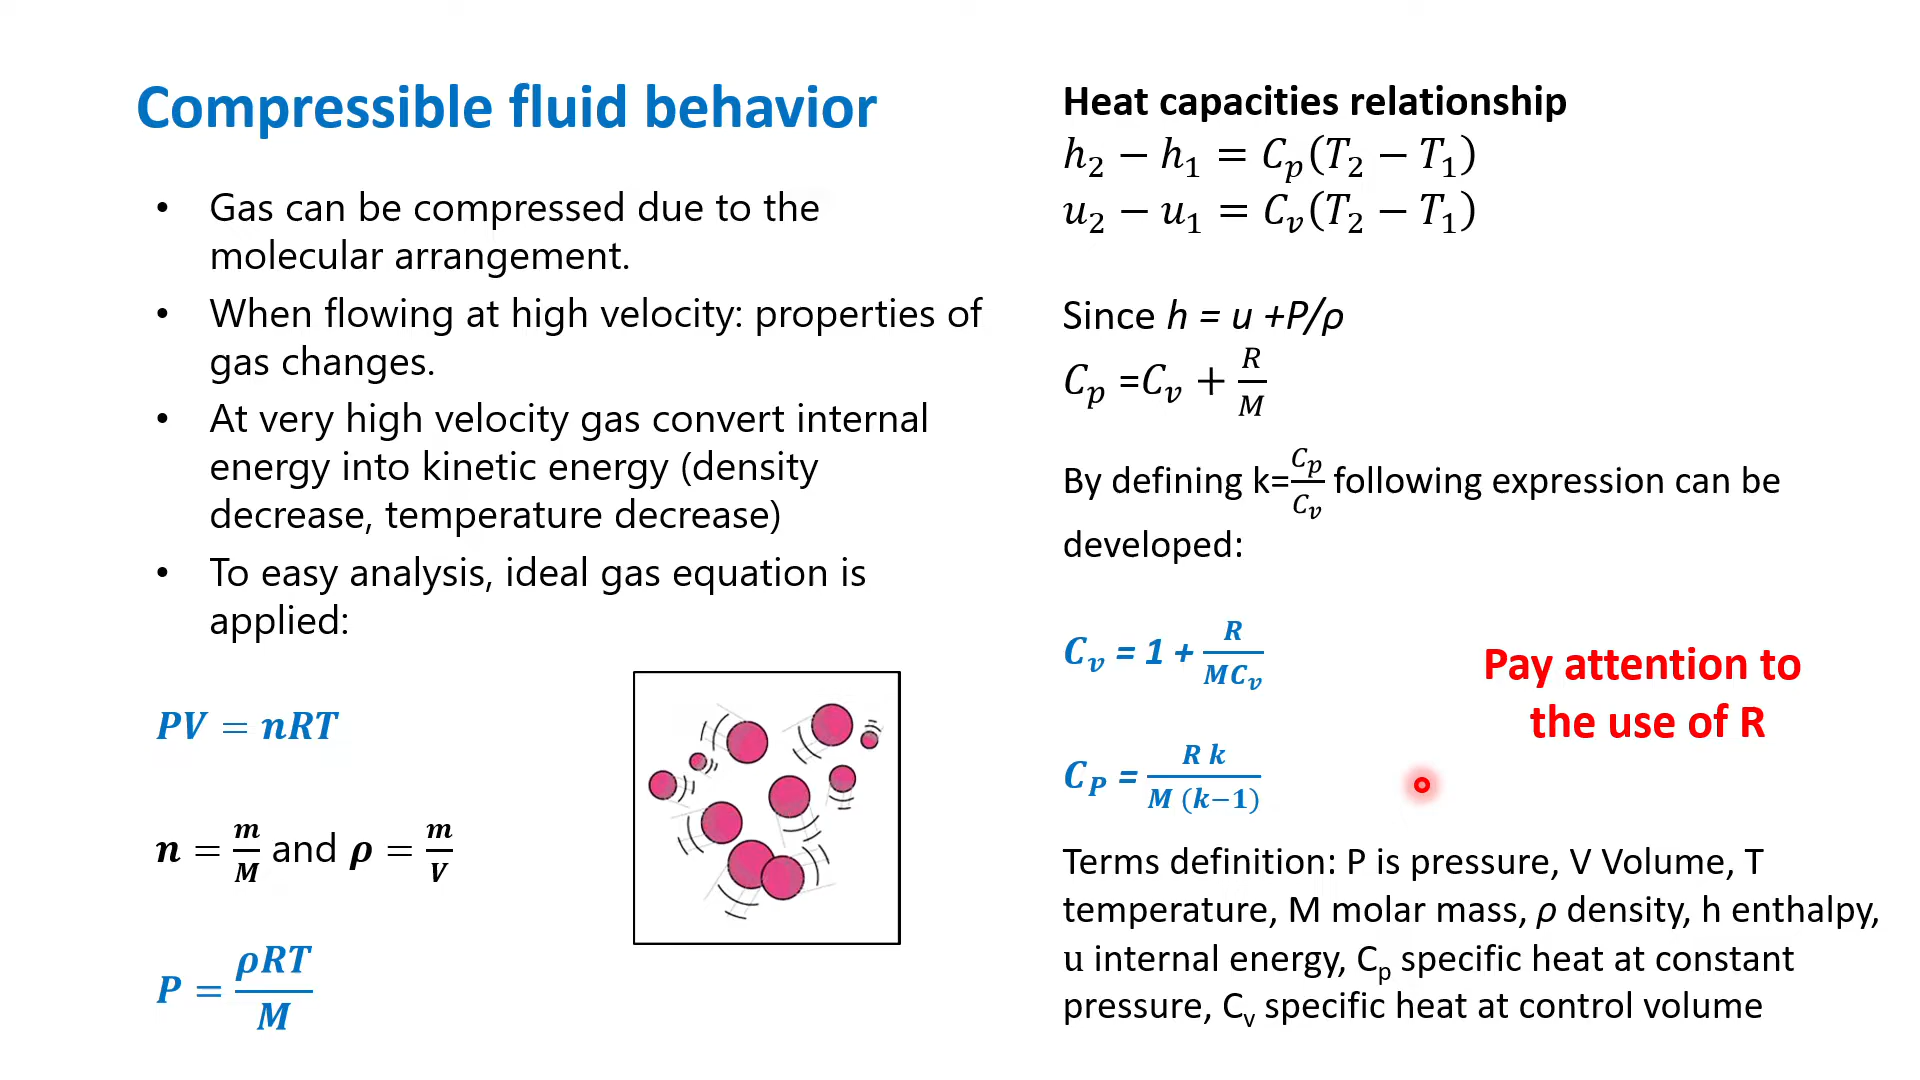 Compressible fluid behavior
• Gas can be compressed due to the
molecular arrangement.
• When flowing at high velocity: properties of
gas changes.
• At very high velocity gas convert internal
energy into kinetic energy (density
decrease, temperature decrease)
• To easy analysis, ideal gas equation is
applied:
PV = nRT
n = m/M and ρ = m/V
P = ρRT/M
Heat capacities relationship
h₂ − h₁ = Cₚ(T₂ − T₁)
u₂ − u₁ = Cᵥ(T₂ − T₁)
Since h = u +P/ρ
Cₚ =Cᵥ + R/M
By defining k=Cₚ/Cᵥ following expression can be
developed:
Cᵥ = 1 + R/MCᵥ
C_P = R k/M (k−1)
Pay attention to
the use of R
Terms definition: P is pressure, V Volume, T
temperature, M molar mass, ρ density, h enthalpy,
u internal energy, Cₚ specific heat at constant
pressure, Cᵥ specific heat at control volume